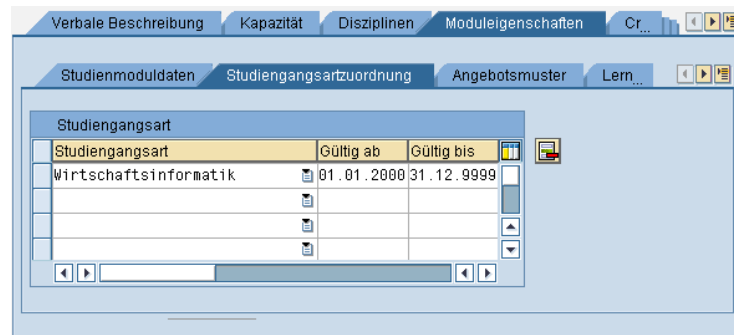 Verbale Beschreibung Kapazität Disziplinen Moduleigenschaften Cr...
Studienmoduldaten Studiengangsartzuordnung Angebotsmuster Lern...
Studiengangsart
Studiengangsart Gültig ab Gültig bis
Wirtschaftsinformatik 01.01.2000 31.12.9999